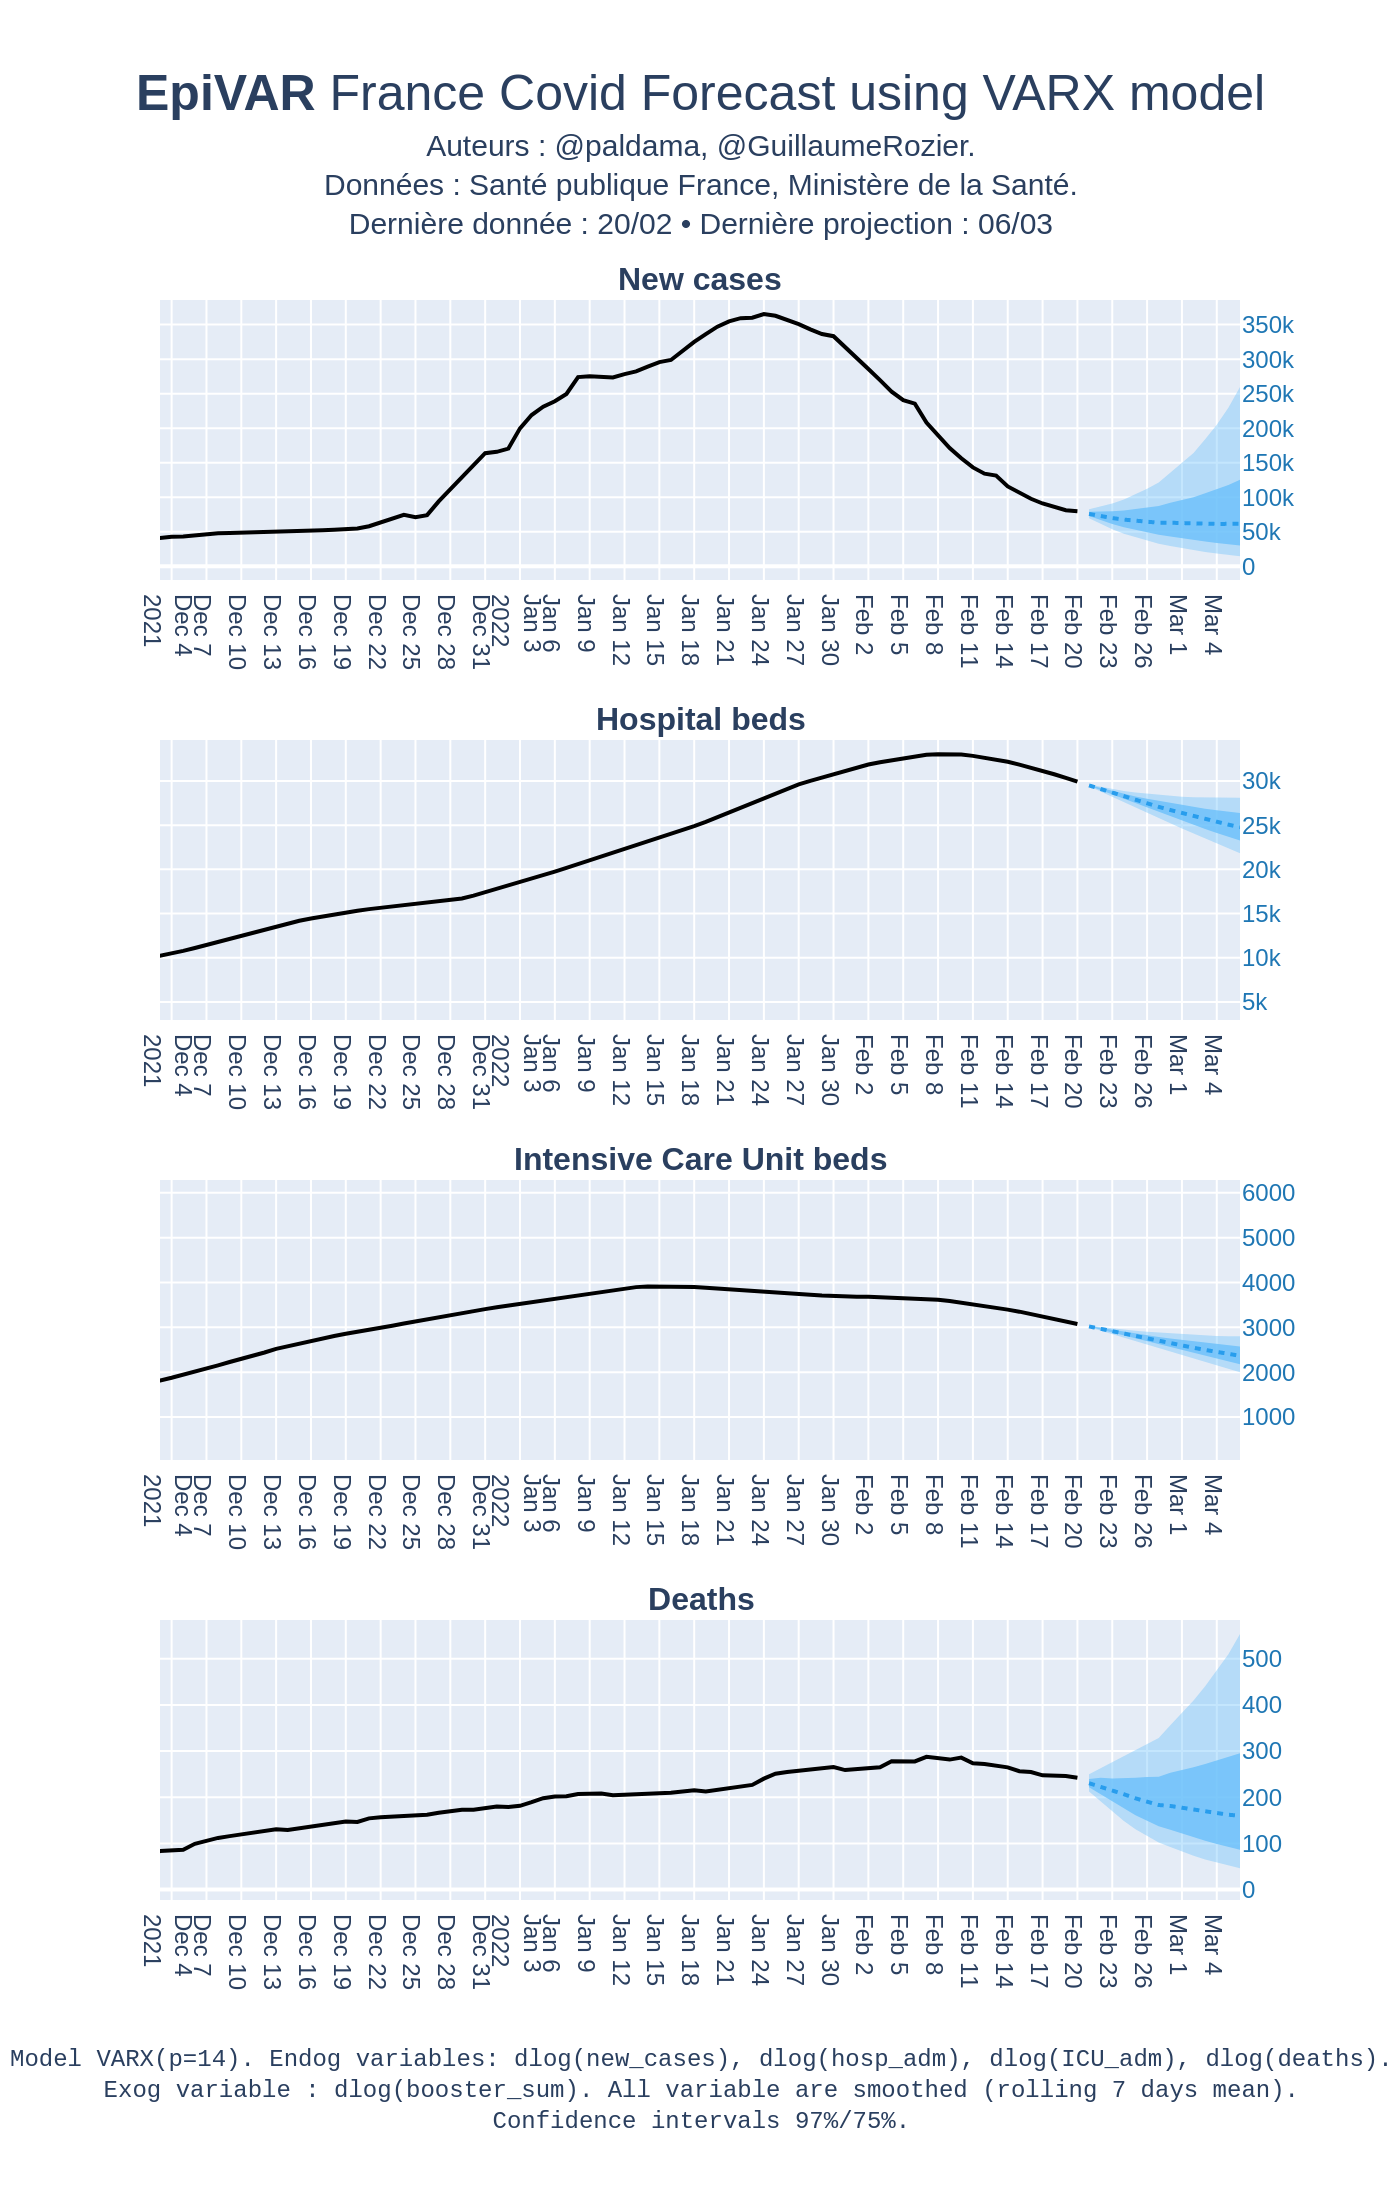 EpiVAR France Covid Forecast using VARX model
Auteurs : @paldama, @GuillaumeRozier.
Données : Santé publique France, Ministère de la Santé.
Dernière donnée : 20/02 • Dernière projection : 06/03
New cases
350k
300k
250k
200k
150k
100k
50k
0
2021
Dec 4
Dec 7
Dec 10
Dec 13
Dec 16
Dec 19
Dec 22
Dec 25
Dec 28
Dec 31
2022
Jan 3
Jan 6
Jan 9
Jan 12
Jan 15
Jan 18
Jan 21
Jan 24
Jan 27
Jan 30
Feb 2
Feb 5
Feb 8
Feb 11
Feb 14
Feb 17
Feb 20
Feb 23
Feb 26
Mar 1
Mar 4
Hospital beds
30k
25k
20k
15k
10k
5k
2021
Dec 4
Dec 7
Dec 10
Dec 13
Dec 16
Dec 19
Dec 22
Dec 25
Dec 28
Dec 31
2022
Jan 3
Jan 6
Jan 9
Jan 12
Jan 15
Jan 18
Jan 21
Jan 24
Jan 27
Jan 30
Feb 2
Feb 5
Feb 8
Feb 11
Feb 14
Feb 17
Feb 20
Feb 23
Feb 26
Mar 1
Mar 4
Intensive Care Unit beds
6000
5000
4000
3000
2000
1000
2021
Dec 4
Dec 7
Dec 10
Dec 13
Dec 16
Dec 19
Dec 22
Dec 25
Dec 28
Dec 31
2022
Jan 3
Jan 6
Jan 9
Jan 12
Jan 15
Jan 18
Jan 21
Jan 24
Jan 27
Jan 30
Feb 2
Feb 5
Feb 8
Feb 11
Feb 14
Feb 17
Feb 20
Feb 23
Feb 26
Mar 1
Mar 4
Deaths
500
400
300
200
100
0
2021
Dec 4
Dec 7
Dec 10
Dec 13
Dec 16
Dec 19
Dec 22
Dec 25
Dec 28
Dec 31
2022
Jan 3
Jan 6
Jan 9
Jan 12
Jan 15
Jan 18
Jan 21
Jan 24
Jan 27
Jan 30
Feb 2
Feb 5
Feb 8
Feb 11
Feb 14
Feb 17
Feb 20
Feb 23
Feb 26
Mar 1
Mar 4
Model VARX(p=14). Endog variables: dlog(new_cases), dlog(hosp_adm), dlog(ICU_adm), dlog(deaths).
Exog variable : dlog(booster_sum). All variable are smoothed (rolling 7 days mean).
Confidence intervals 97%/75%.